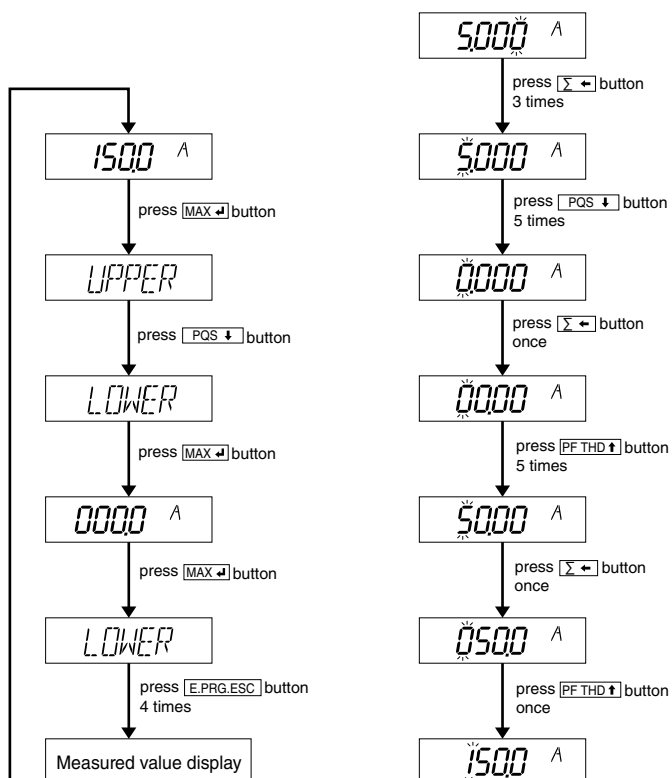 150.0 A
press MAX ↵ button
UPPER
press PQS ↓ button
LOWER
press MAX ↵ button
000.0 A
press MAX ↵ button
LOWER
press E.PRG.ESC button
4 times
Measured value display
5.000 A
press ∑ ← button
3 times
5.000 A
press PQS ↓ button
5 times
0.000 A
press ∑ ← button
once
00.00 A
press PF THD ↑ button
5 times
50.00 A
press ∑ ← button
once
050.0 A
press PF THD ↑ button
once
150.0 A